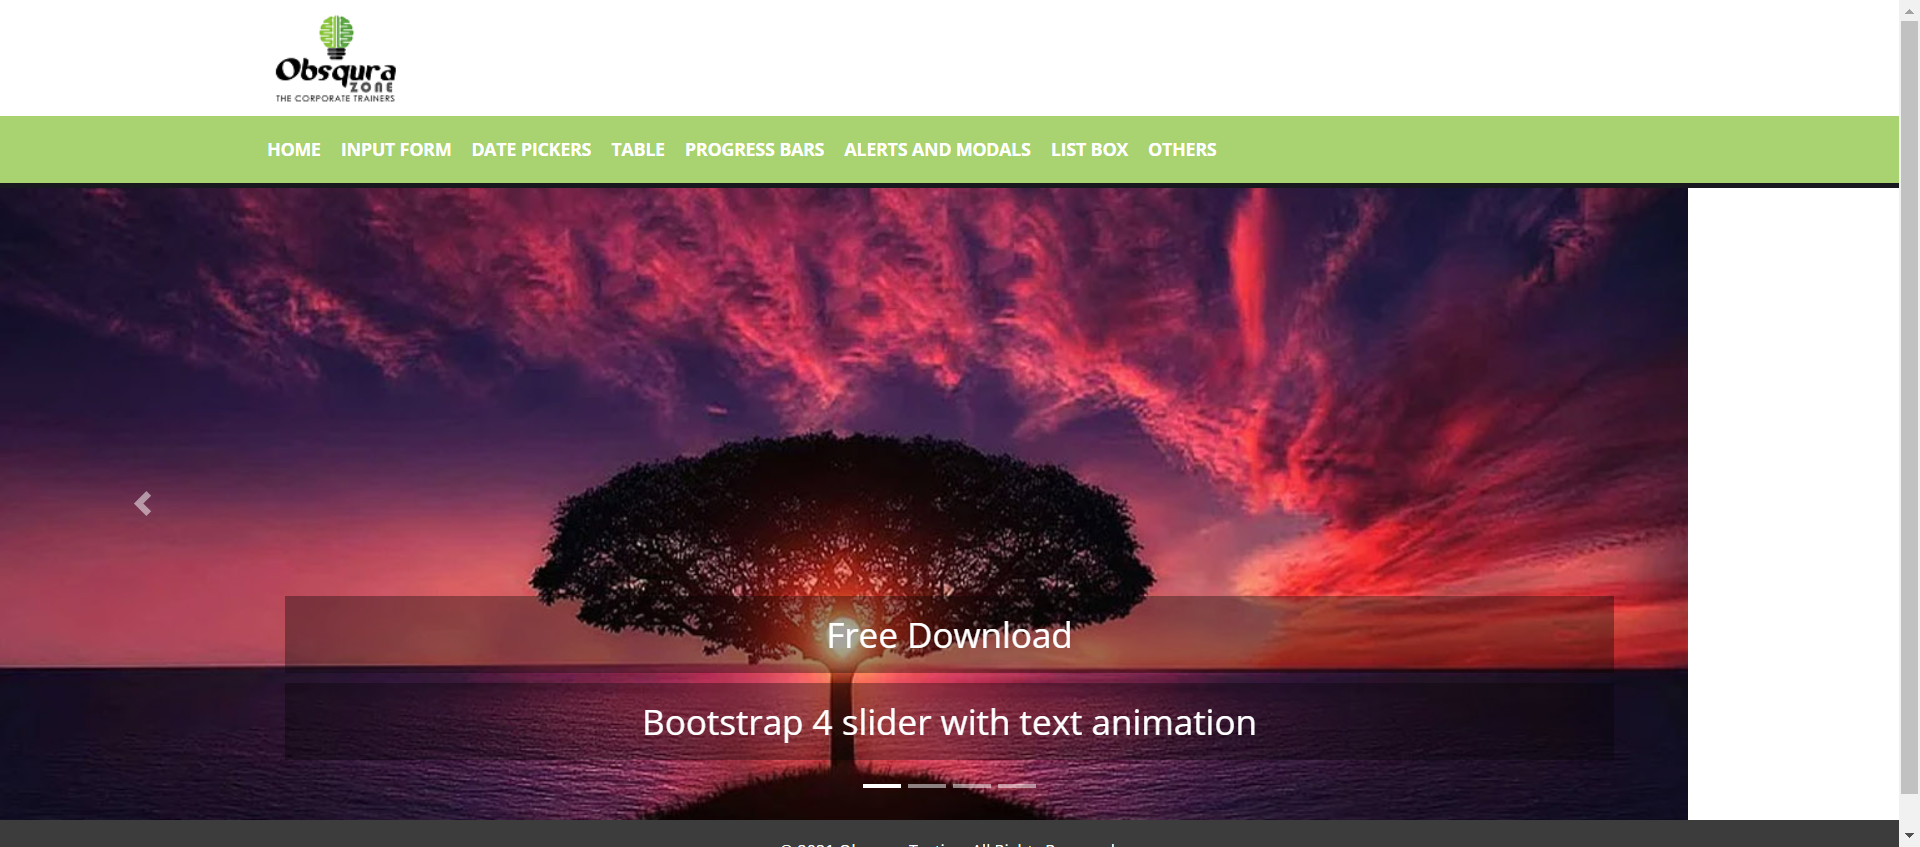 Obsqura
ZONE
THE CORPORATE TRAINERS
HOME INPUT FORM DATE PICKERS TABLE PROGRESS BARS ALERTS AND MODALS LIST BOX OTHERS
Free Download
Bootstrap 4 slider with text animation